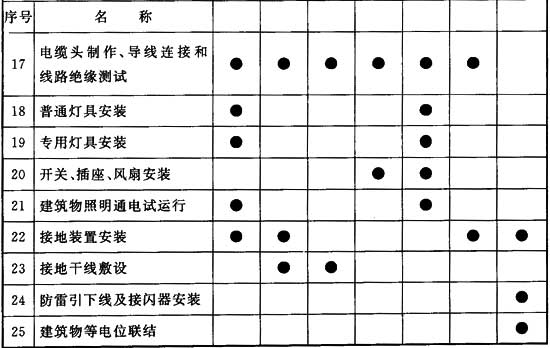 序号 名 称
17 电缆头制作、导线连接和
线路绝缘测试 ● ● ● ● ● ●
18 普通灯具安装 ● ●
19 专用灯具安装 ● ●
20 开关、插座、风扇安装 ● ●
21 建筑物照明通电试运行 ● ●
22 接地装置安装 ● ● ● ●
23 接地干线敷设 ● ●
24 防雷引下线及接闪器安装 ●
25 建筑物等电位联结 ●